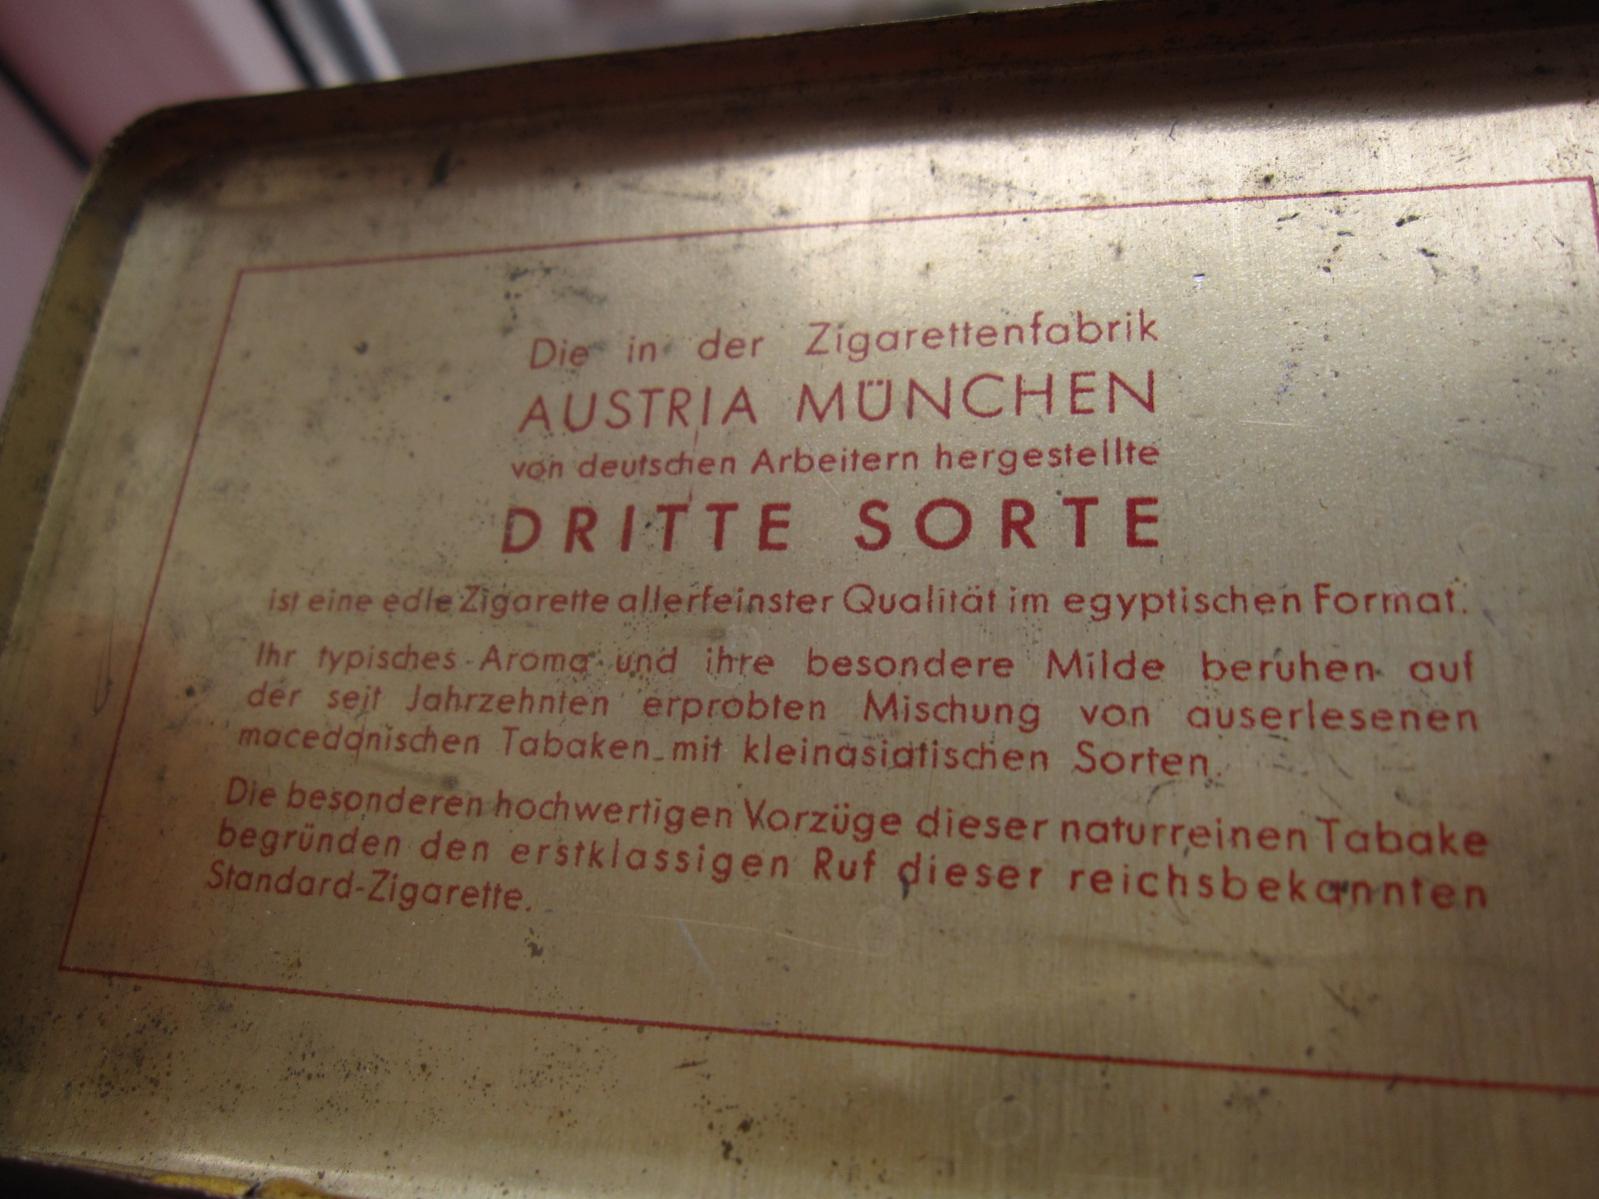 Die in der Zigarettenfabrik
AUSTRIA MÜNCHEN
von deutschen Arbeitern hergestellte
DRITTE SORTE
ist eine edle Zigarette allerfeinster Qualität im egyptischen Format.
Ihr typisches Aroma und ihre besondere Milde beruhen auf
der seit Jahrzehnten erprobten Mischung von auserlesenen
macedonischen Tabaken mit kleinasiatischen Sorten.
Die besonderen hochwertigen Vorzüge dieser naturreinen Tabake
begründen den erstklassigen Ruf dieser reichsbekannten
Standard-Zigarette.